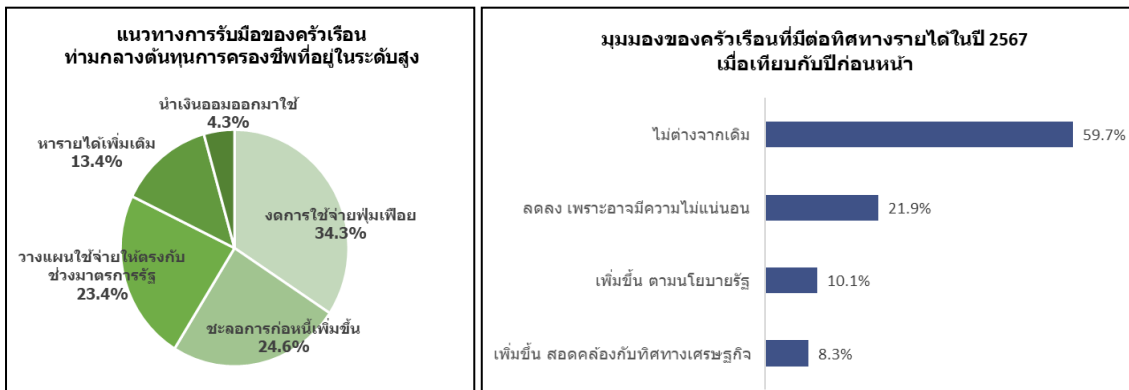 แนวทางการรับมือของครัวเรือน
ท่ามกลางต้นทุนการครองชีพที่อยู่ในระดับสูง
นำเงินออมออกมาใช้
4.3%
หารายได้เพิ่มเติม
13.4%
งดการใช้จ่ายฟุ่มเฟือย
34.3%
วางแผนใช้จ่ายให้ตรงกับ
ช่วงมาตรการรัฐ
23.4%
ชะลอการก่อหนี้เพิ่มขึ้น
24.6%
มุมมองของครัวเรือนที่มีต่อทิศทางรายได้ในปี 2567
เมื่อเทียบกับปีก่อนหน้า
ไม่ต่างจากเดิม 59.7%
ลดลง เพราะอาจมีความไม่แน่นอน 21.9%
เพิ่มขึ้น ตามนโยบายรัฐ 10.1%
เพิ่มขึ้น สอดคล้องกับทิศทางเศรษฐกิจ 8.3%